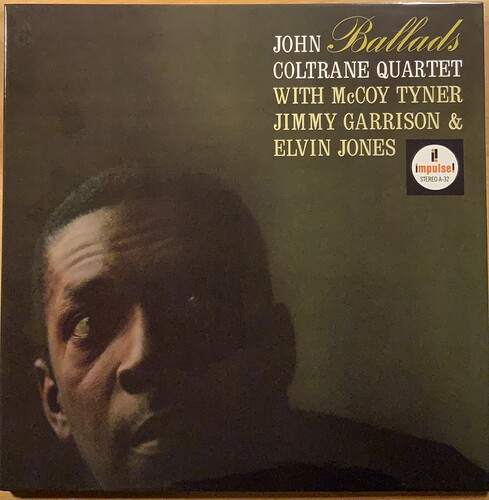 JOHN Ballads
COLTRANE QUARTET
WITH McCOY TYNER
JIMMY GARRISON &
ELVIN JONES
i!
impulse!
STEREO A-32